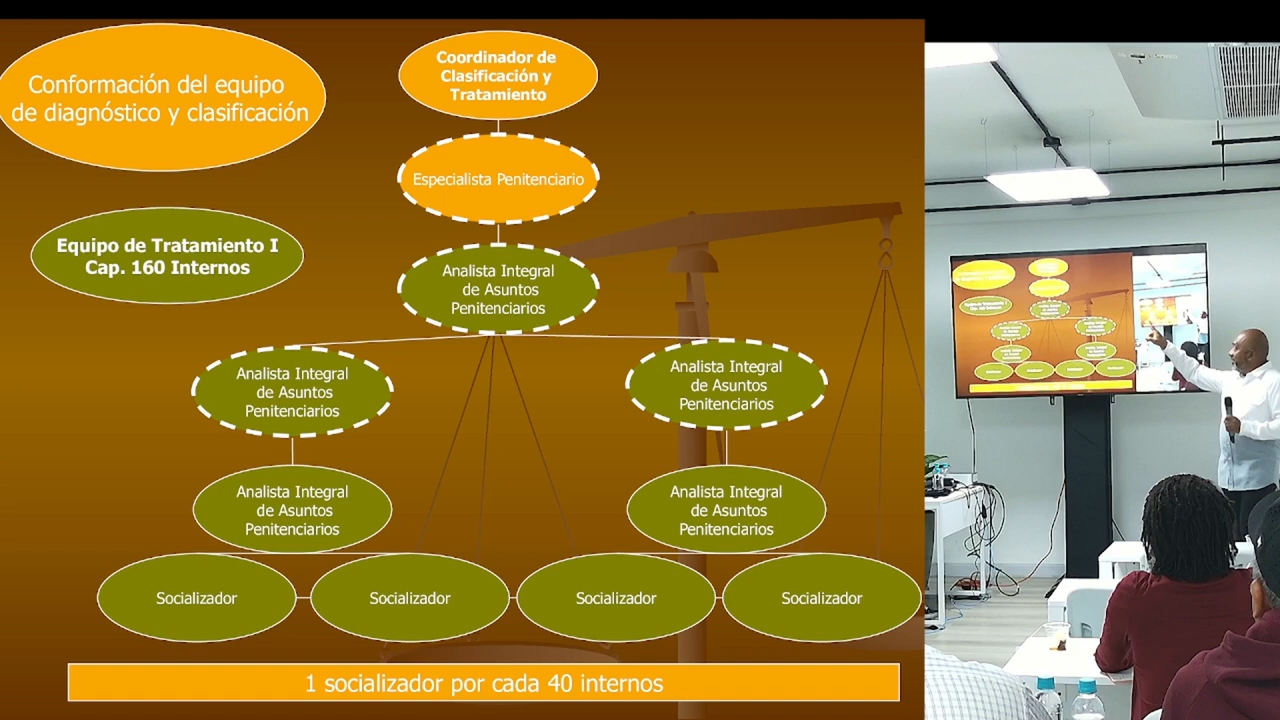 Conformación del equipo
de diagnóstico y clasificación
Coordinador de
Clasificación y
Tratamiento
Especialista Penitenciario
Equipo de Tratamiento I
Cap. 160 Internos
Analista Integral
de Asuntos
Penitenciarios
Analista Integral
de Asuntos
Penitenciarios
Analista Integral
de Asuntos
Penitenciarios
Analista Integral
de Asuntos
Penitenciarios
Analista Integral
de Asuntos
Penitenciarios
Socializador
Socializador
Socializador
Socializador
1 socializador por cada 40 internos